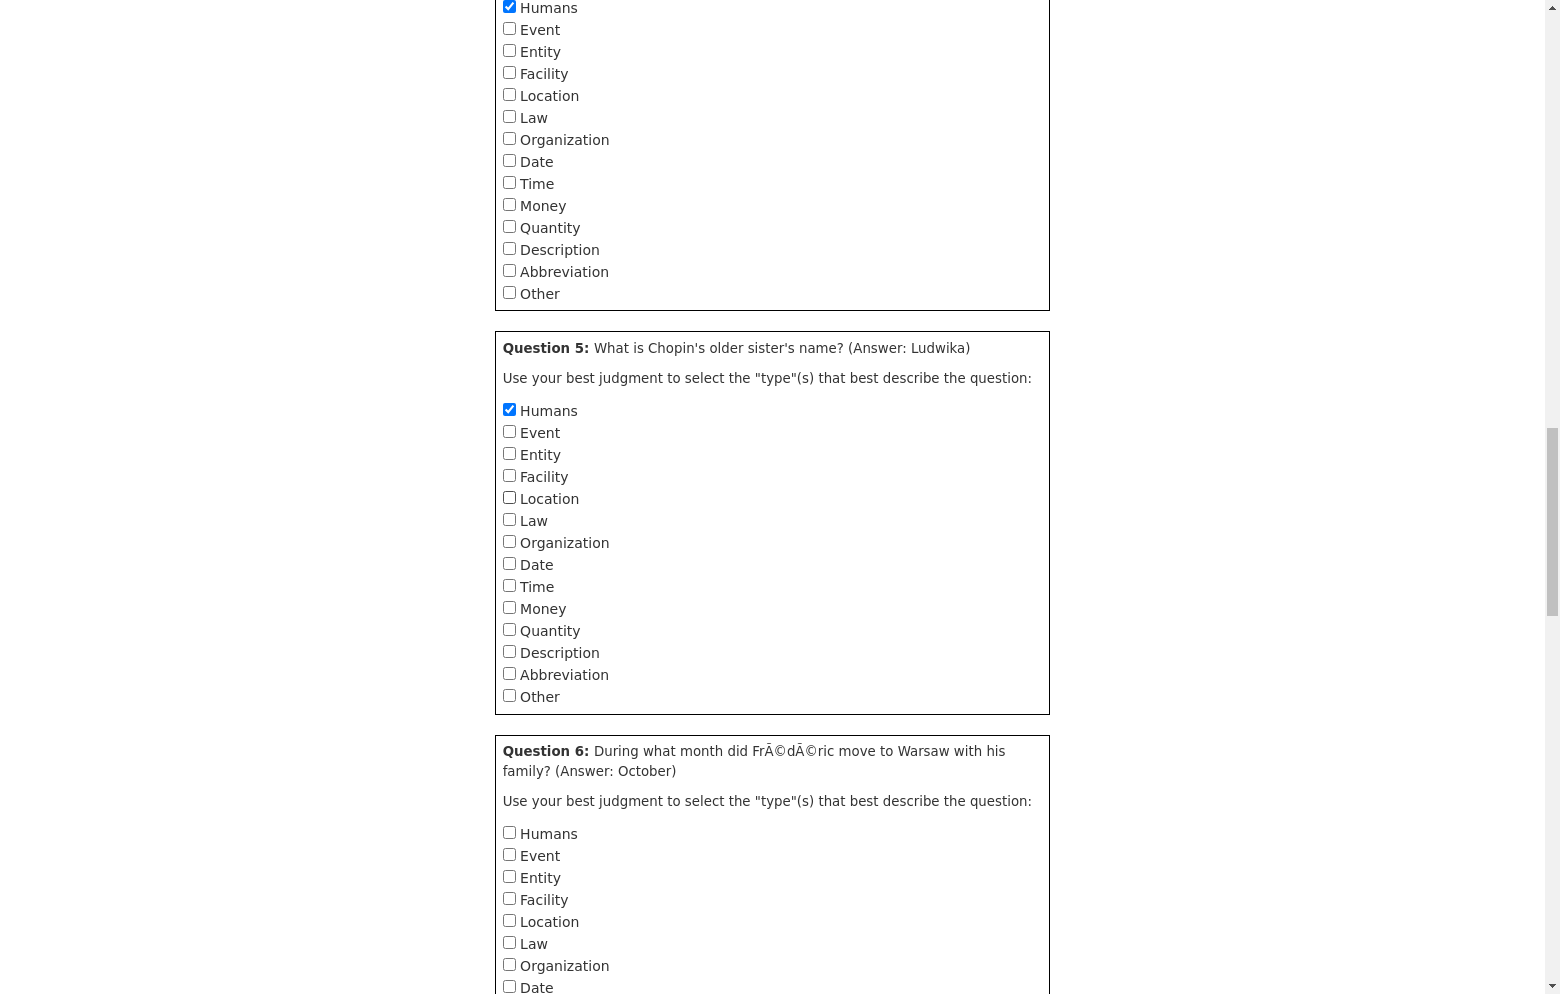 Humans
Event
Entity
Facility
Location
Law
Organization
Date
Time
Money
Quantity
Description
Abbreviation
Other
Question 5: What is Chopin's older sister's name? (Answer: Ludwika)
Use your best judgment to select the "type"(s) that best describe the question:
Humans
Event
Entity
Facility
Location
Law
Organization
Date
Time
Money
Quantity
Description
Abbreviation
Other
Question 6: During what month did FrÃ©dÃ©ric move to Warsaw with his
family? (Answer: October)
Use your best judgment to select the "type"(s) that best describe the question:
Humans
Event
Entity
Facility
Location
Law
Organization
Date